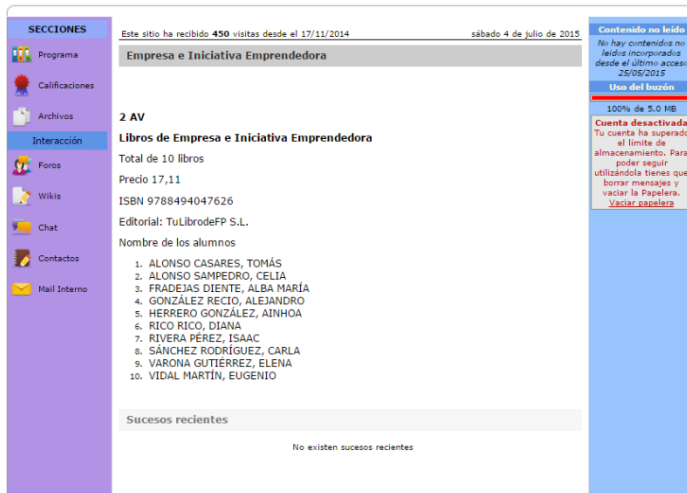 SECCIONES
Programa
Calificaciones
Archivos
Interacción
Foros
Wikis
Chat
Contactos
Mail Interno
Este sitio ha recibido 450 visitas desde el 17/11/2014
sábado 4 de julio de 2015
Empresa e Iniciativa Emprendedora
2 AV
Libros de Empresa e Iniciativa Emprendedora
Total de 10 libros
Precio 17,11
ISBN 9788494047626
Editorial: TuLibrodeFP S.L.
Nombre de los alumnos
1. ALONSO CASARES, TOMÁS
2. ALONSO SAMPEDRO, CELIA
3. FRADEJAS DIENTE, ALBA MARÍA
4. GONZÁLEZ RECIO, ALEJANDRO
5. HERRERO GONZÁLEZ, AINHOA
6. RICO RICO, DIANA
7. RIVERA PÉREZ, ISAAC
8. SÁNCHEZ RODRÍGUEZ, CARLA
9. VARONA GUTIÉRREZ, ELENA
10. VIDAL MARTÍN, EUGENIO
Sucesos recientes
No existen sucesos recientes
Contenido no leído
No hay contenidos no
leídos incorporados
desde el último acceso
25/05/2015
Uso del buzón
100% de 5.0 MB
Cuenta desactivada
Tu cuenta ha superado
el límite de
almacenamiento. Para
poder seguir
utilizándola tienes que
borrar mensajes y
vaciar la Papelera.
Vaciar papelera